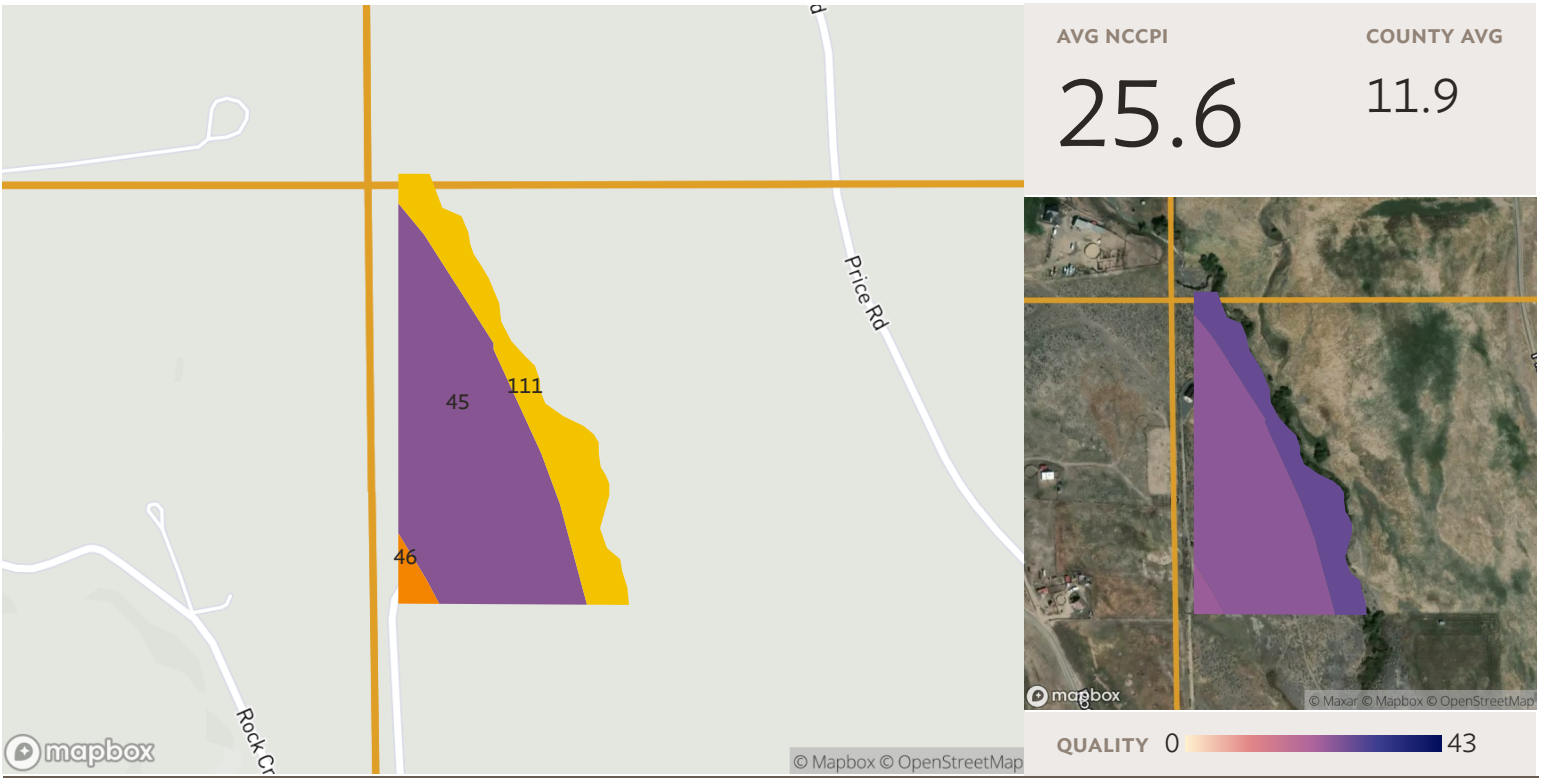 Price Rd
111
45
46
Rock Cr
mapbox
© Mapbox © OpenStreetMap
AVG NCCPI
COUNTY AVG
25.6
11.9
mapbox
© Maxar © Mapbox © OpenStreetMap
QUALITY 0 43